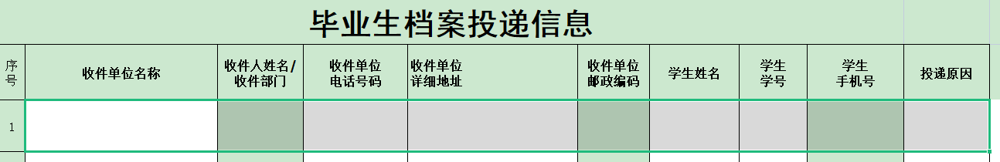 毕业生档案投递信息
序
号
收件单位名称
收件人姓名/
收件部门
收件单位
电话号码
收件单位
详细地址
收件单位
邮政编码
学生姓名
学生
学号
学生
手机号
投递原因
1